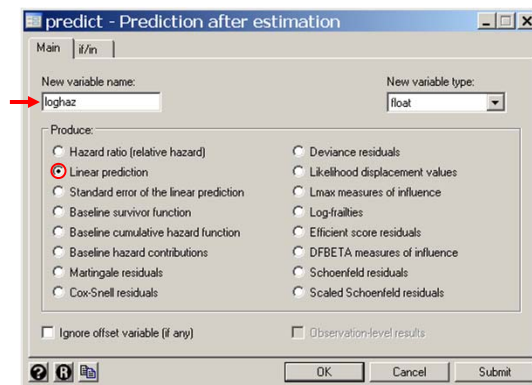 predict - Prediction after estimation
Main if/in
New variable name:
New variable type:
loghaz
float
Produce:
Hazard ratio (relative hazard)
Linear prediction
Standard error of the linear prediction
Baseline survivor function
Baseline cumulative hazard function
Baseline hazard contributions
Martingale residuals
Cox-Snell residuals
Deviance residuals
Likelihood displacement values
Lmax measures of influence
Log-frailties
Efficient score residuals
DFBETA measures of influence
Schoenfeld residuals
Scaled Schoenfeld residuals
Ignore offset variable (if any)
Observation-level results
? R
OK Cancel Submit